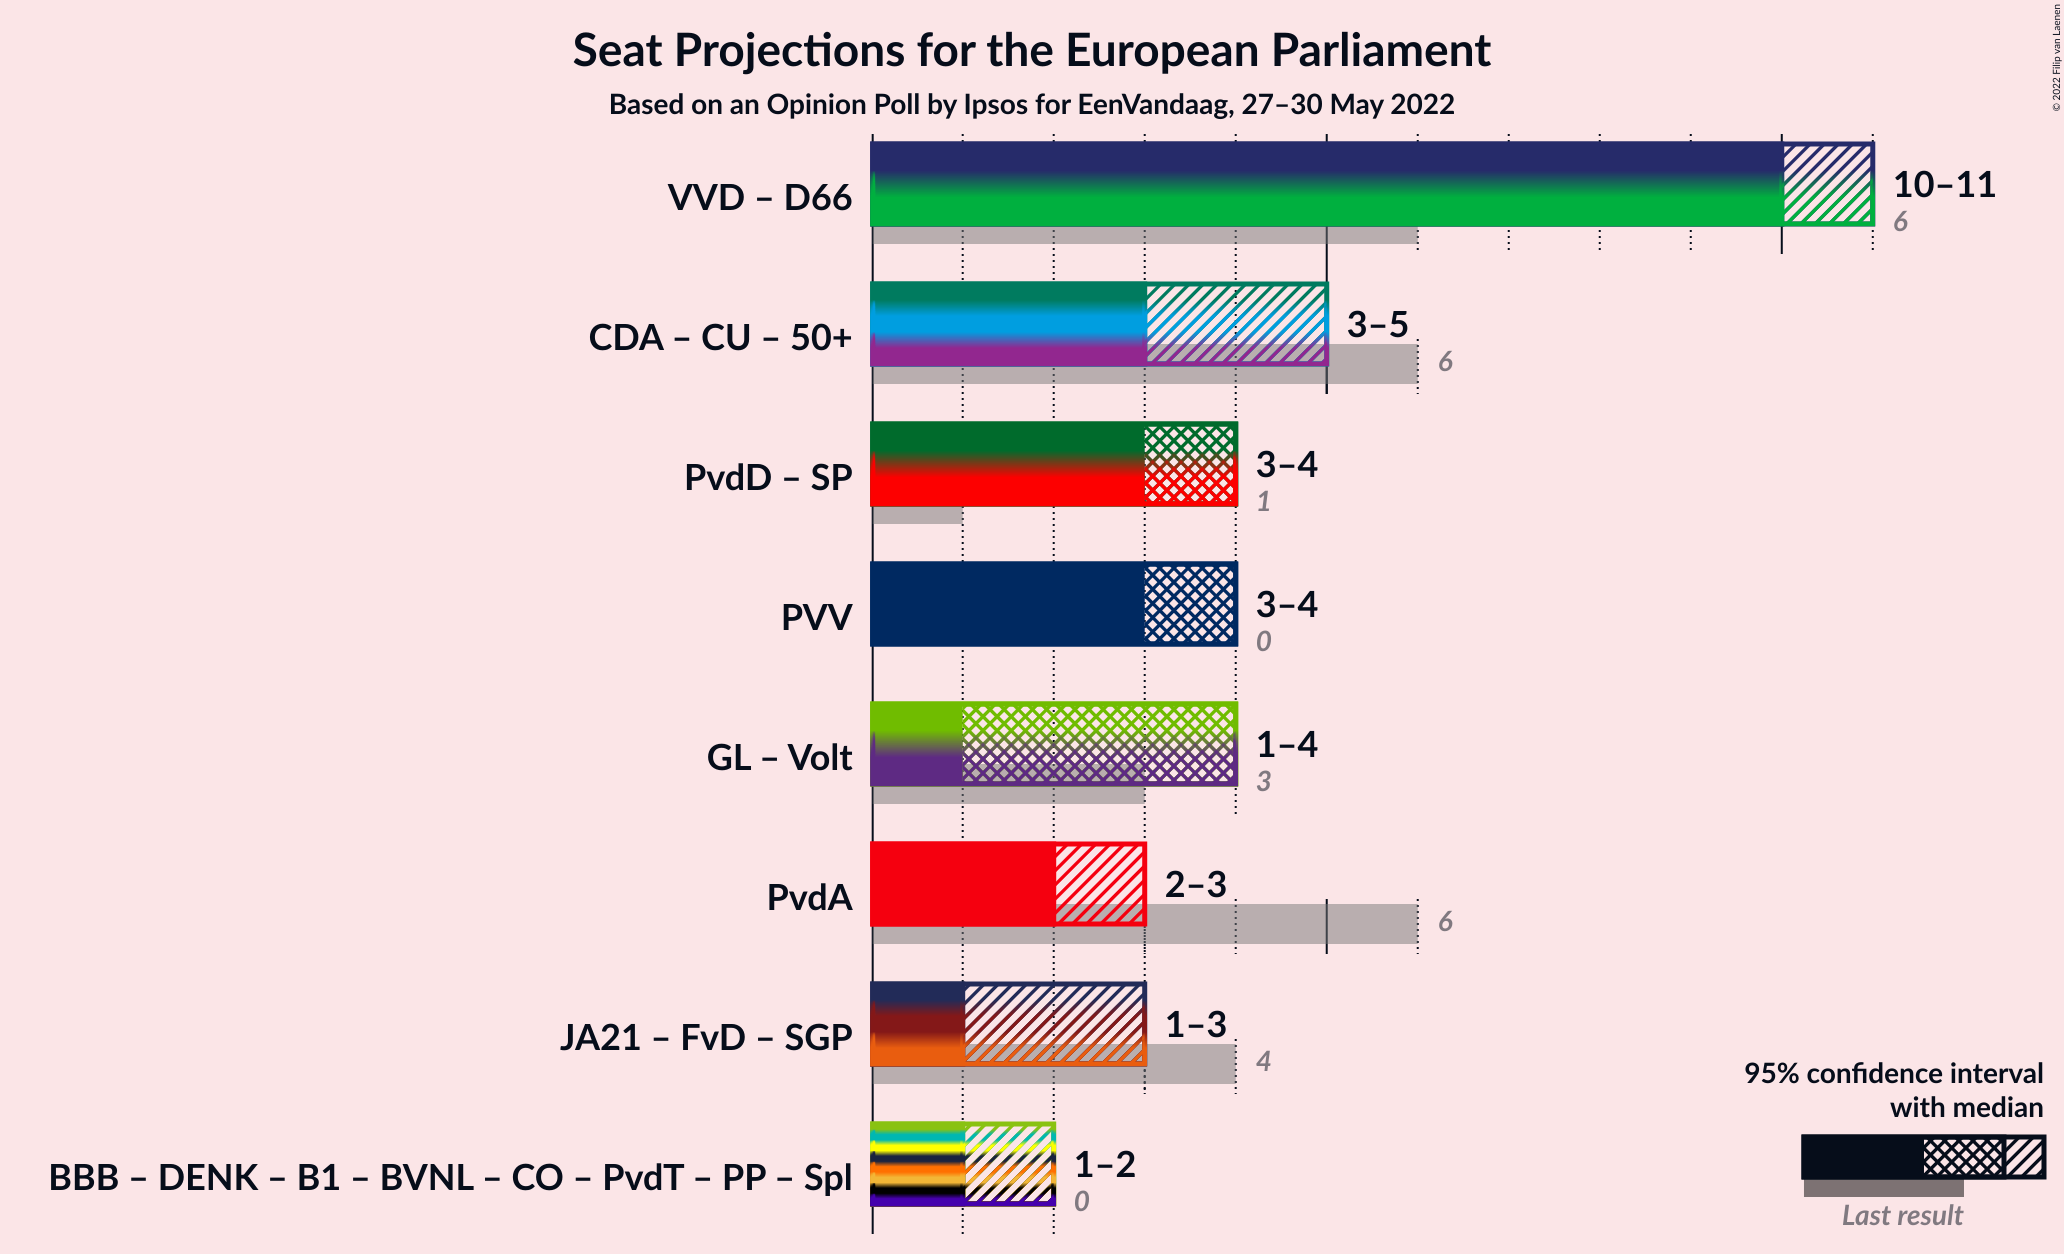 Seat Projections for the European Parliament
Based on an Opinion Poll by Ipsos for EenVandaag, 27–30 May 2022
© 2022 Filip van Laenen
VVD – D66
10–11
6
CDA – CU – 50+
3–5
6
PvdD – SP
3–4
1
PVV
3–4
0
GL – Volt
1–4
3
PvdA
2–3
6
JA21 – FvD – SGP
1–3
4
BBB – DENK – B1 – BVNL – CO – PvdT – PP – Spl
1–2
0
95% confidence interval
with median
Last result